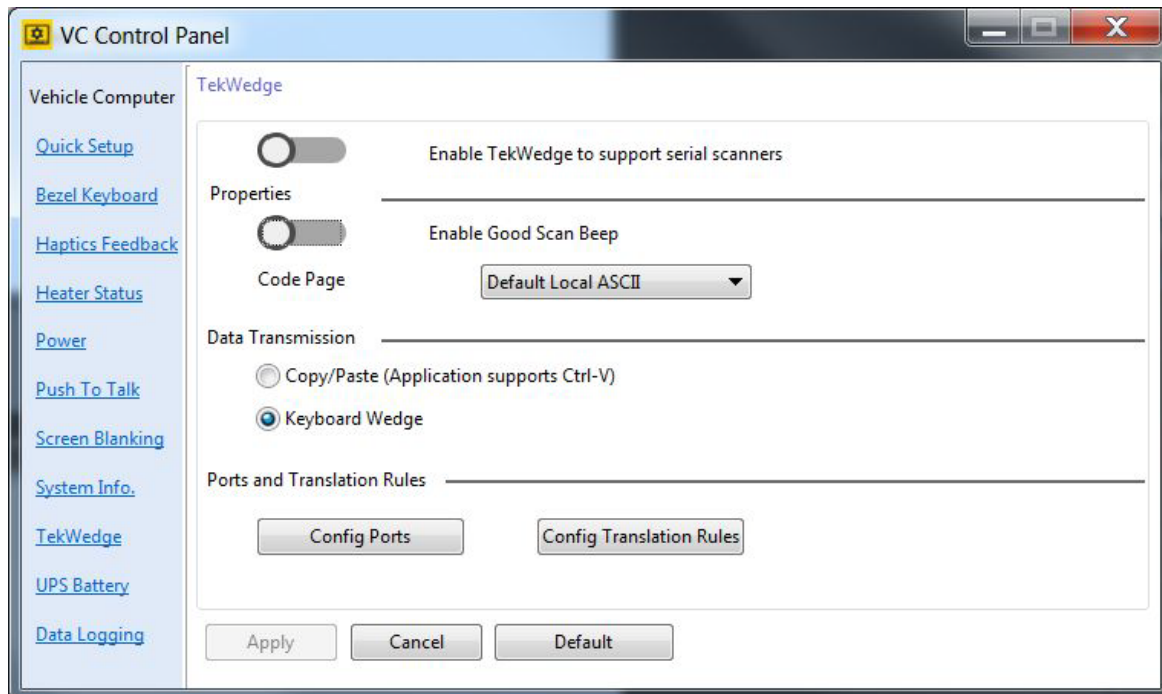 VC Control Panel
Vehicle Computer
Quick Setup
Bezel Keyboard
Haptics Feedback
Heater Status
Power
Push To Talk
Screen Blanking
System Info.
TekWedge
UPS Battery
Data Logging
TekWedge
Enable TekWedge to support serial scanners
Properties
Enable Good Scan Beep
Code Page Default Local ASCII
Data Transmission
Copy/Paste (Application supports Ctrl-V)
Keyboard Wedge
Ports and Translation Rules
Config Ports Config Translation Rules
Apply Cancel Default